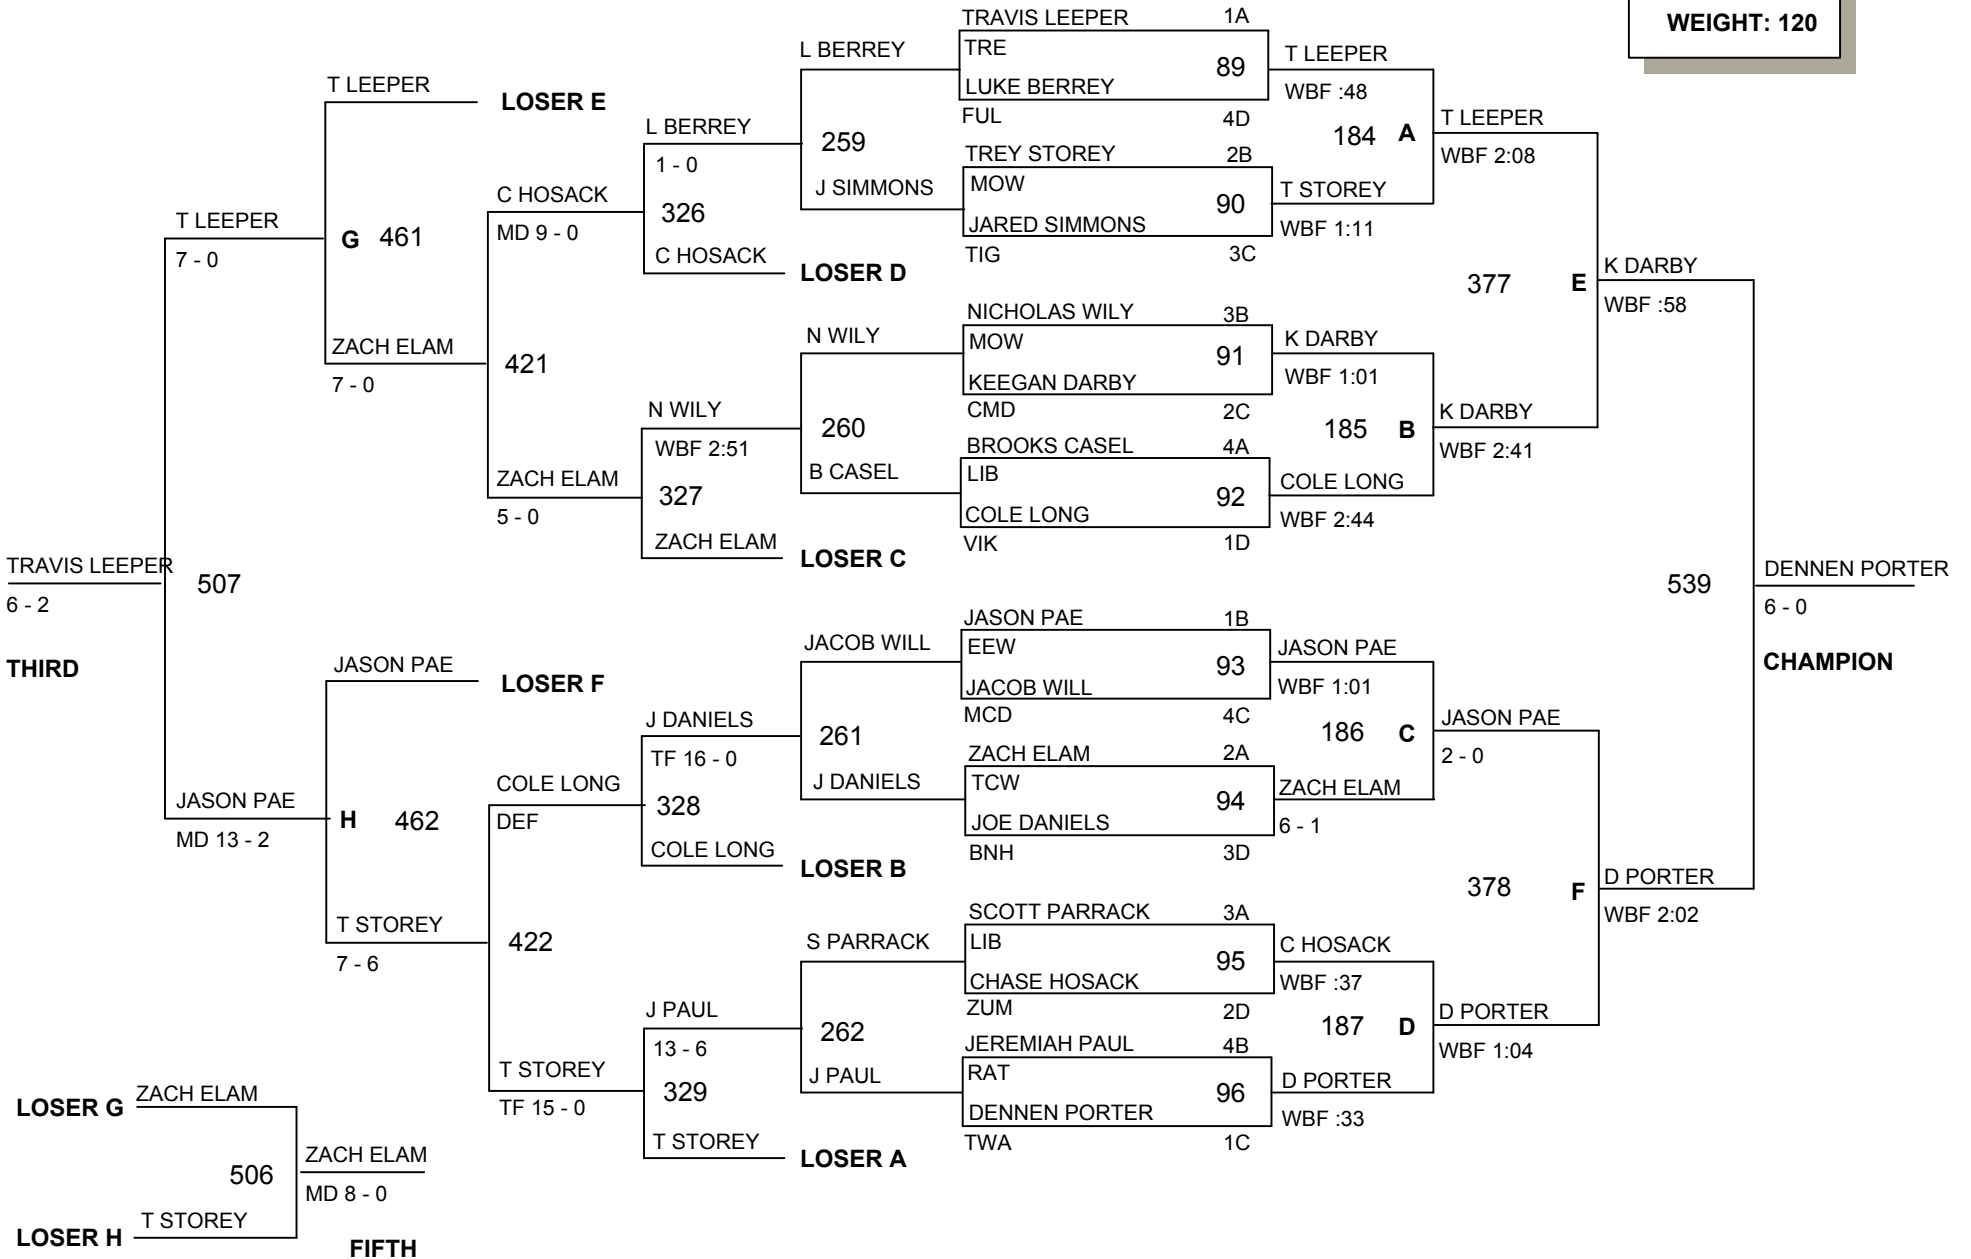 WEIGHT: 120
TRAVIS LEEPER 1A
TRE
89
LUKE BERREY
FUL 4D
TREY STOREY 2B
MOW
90
JARED SIMMONS
TIG 3C
NICHOLAS WILY 3B
MOW
91
KEEGAN DARBY
CMD 2C
BROOKS CASEL 4A
LIB
92
COLE LONG
VIK 1D
JASON PAE 1B
EEW
93
JACOB WILL
MCD 4C
ZACH ELAM 2A
TCW
94
JOE DANIELS
BNH 3D
SCOTT PARRACK 3A
LIB
95
CHASE HOSACK
ZUM 2D
JEREMIAH PAUL 4B
RAT
96
DENNEN PORTER
TWA 1C
T LEEPER
WBF :48
184 A
T STOREY
WBF 1:11
K DARBY
WBF 1:01
185 B
COLE LONG
WBF 2:44
JASON PAE
WBF 1:01
186 C
ZACH ELAM
6 - 1
C HOSACK
WBF :37
187 D
D PORTER
WBF :33
T LEEPER
WBF 2:08
377 E
K DARBY
WBF 2:41
JASON PAE
2 - 0
378 F
D PORTER
WBF 1:04
K DARBY
WBF :58
539
D PORTER
WBF 2:02
DENNEN PORTER
6 - 0
CHAMPION
L BERREY
259
J SIMMONS
N WILY
260
B CASEL
JACOB WILL
261
J DANIELS
S PARRACK
262
J PAUL
L BERREY
1 - 0
326
C HOSACK
LOSER D
N WILY
WBF 2:51
327
ZACH ELAM
LOSER C
J DANIELS
TF 16 - 0
328
COLE LONG
LOSER B
J PAUL
13 - 6
329
T STOREY
LOSER A
C HOSACK
MD 9 - 0
421
ZACH ELAM
5 - 0
COLE LONG
DEF
422
T STOREY
TF 15 - 0
T LEEPER
LOSER E
G 461
ZACH ELAM
7 - 0
JASON PAE
LOSER F
H 462
T STOREY
7 - 6
T LEEPER
7 - 0
507
JASON PAE
MD 13 - 2
TRAVIS LEEPER
6 - 2
THIRD
LOSER G ZACH ELAM
506
LOSER H T STOREY
ZACH ELAM
MD 8 - 0
FIFTH